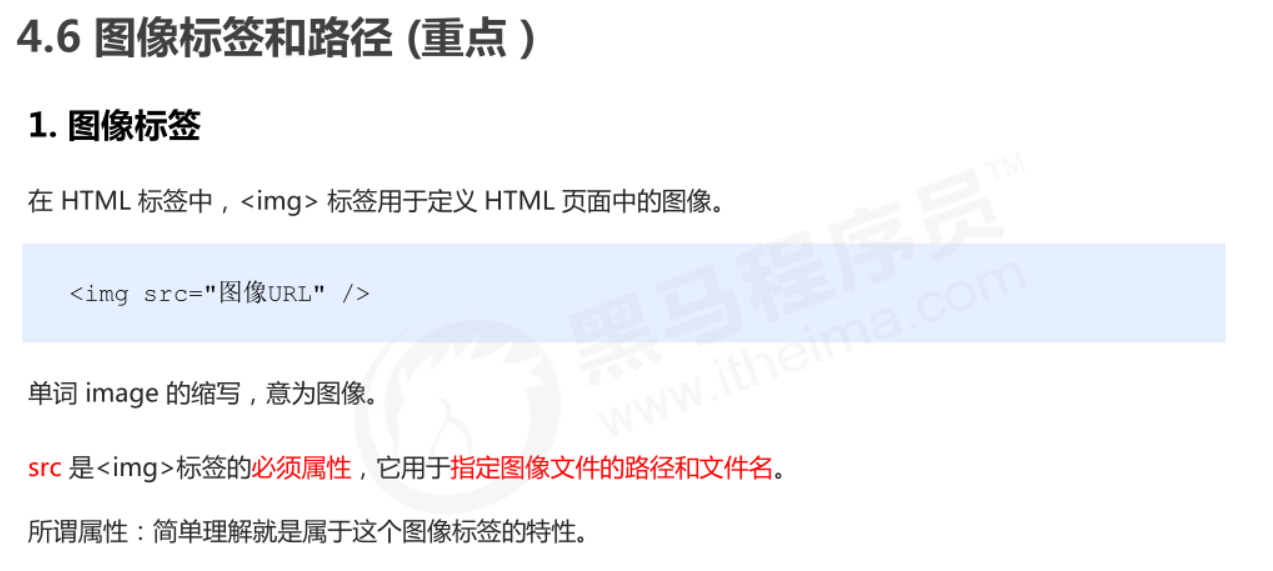 4.6 图像标签和路径 (重点 )
1. 图像标签
在 HTML 标签中，<img> 标签用于定义 HTML 页面中的图像。
<img src="图像URL" />
单词 image 的缩写，意为图像。
src 是<img>标签的必须属性，它用于指定图像文件的路径和文件名。
所谓属性：简单理解就是属于这个图像标签的特性。
黑马程序员™
www.itheima.com